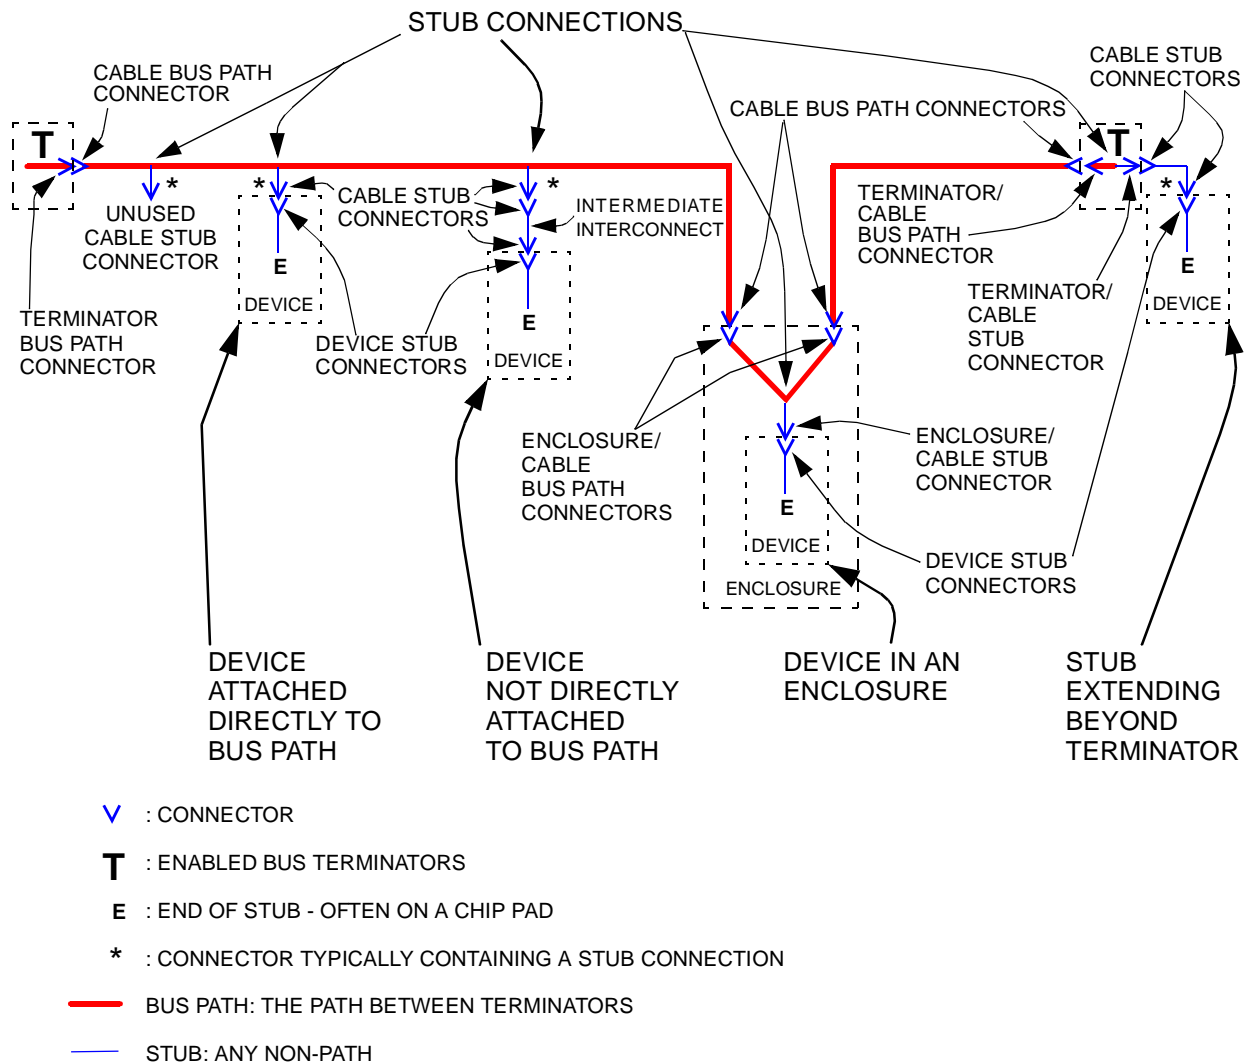 STUB CONNECTIONS
CABLE BUS PATH
CONNECTOR
CABLE STUB
CONNECTORS
CABLE BUS PATH CONNECTORS
T
T
*
*
*
*
UNUSED
CABLE STUB
CONNECTOR
CABLE STUB
CONNECTORS
INTERMEDIATE
INTERCONNECT
TERMINATOR/
CABLE
BUS PATH
CONNECTOR
E
DEVICE
E
DEVICE
E
DEVICE
TERMINATOR
BUS PATH
CONNECTOR
DEVICE STUB
CONNECTORS
TERMINATOR/
CABLE
STUB
CONNECTOR
ENCLOSURE/
CABLE
BUS PATH
CONNECTORS
ENCLOSURE/
CABLE STUB
CONNECTOR
E
DEVICE
ENCLOSURE
DEVICE STUB
CONNECTORS
DEVICE
ATTACHED
DIRECTLY TO
BUS PATH
DEVICE
NOT DIRECTLY
ATTACHED
TO BUS PATH
DEVICE IN AN
ENCLOSURE
STUB
EXTENDING
BEYOND
TERMINATOR
: CONNECTOR
T : ENABLED BUS TERMINATORS
E : END OF STUB - OFTEN ON A CHIP PAD
* : CONNECTOR TYPICALLY CONTAINING A STUB CONNECTION
BUS PATH: THE PATH BETWEEN TERMINATORS
STUB: ANY NON-PATH